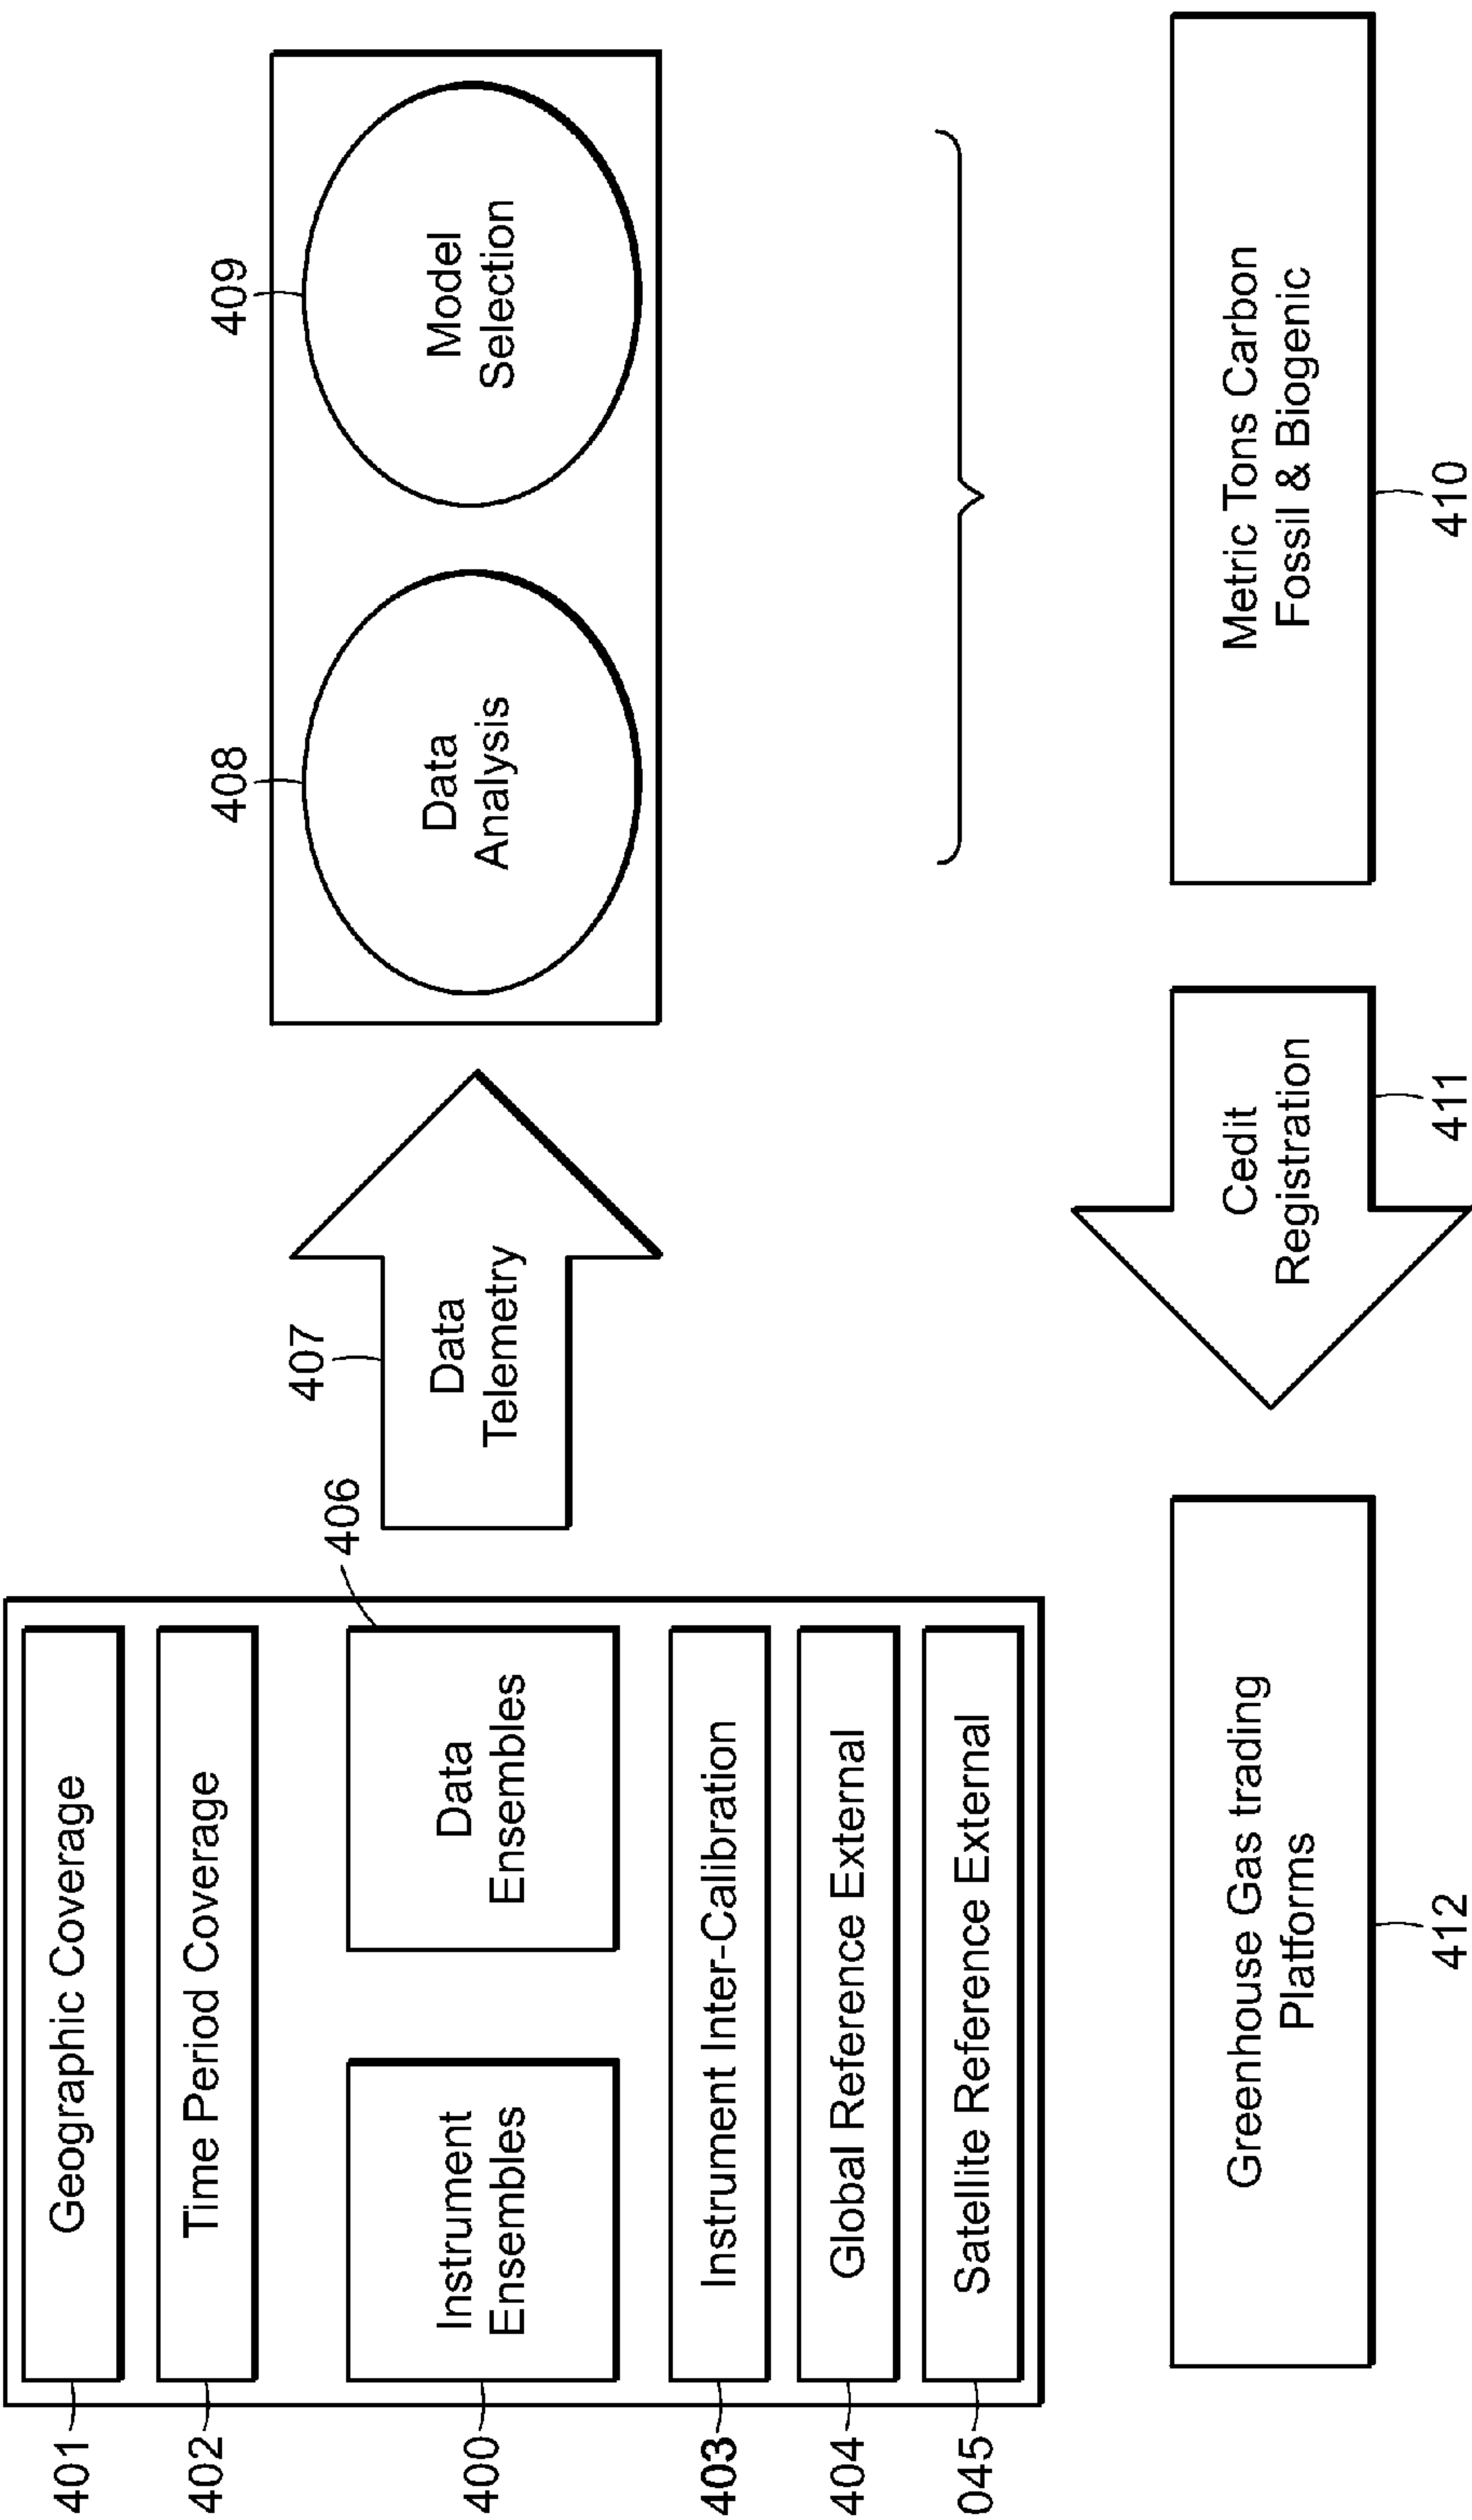 401
Geographic Coverage
402
Time Period Coverage
400
Instrument
Ensembles
406
Data
Ensembles
403
Instrument Inter-Calibration
404
Global Reference External
045
Satellite Reference External
407
Data
Telemetry
408
Data
Analysis
409
Model
Selection
Metric Tons Carbon
Fossil & Biogenic
410
Cedit
Registration
411
Greenhouse Gas trading
Platforms
412